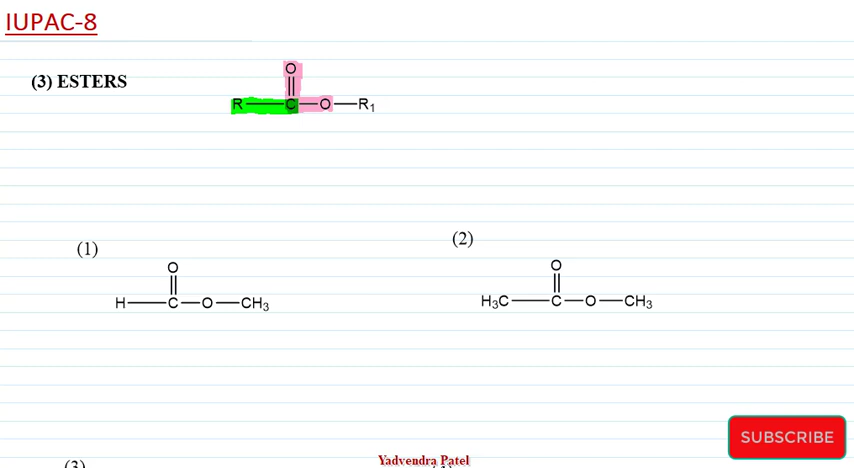 IUPAC-8
(3) ESTERS
O
R C O R1
(1)
(2)
O
H C O CH3
O
H3C C O CH3
SUBSCRIBE
Yadvendra Patel
(3)